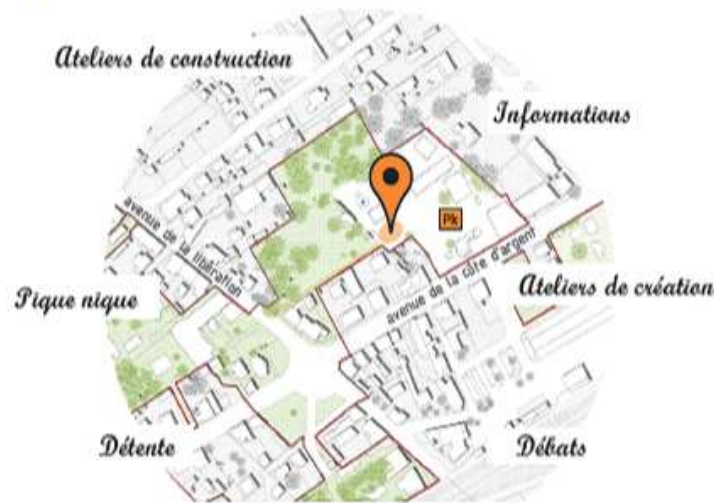 Ateliers de construction
Informations
avenue de la libération
Pk
avenue de la côte d'argent
Pique nique
Ateliers de création
Détente
Débats